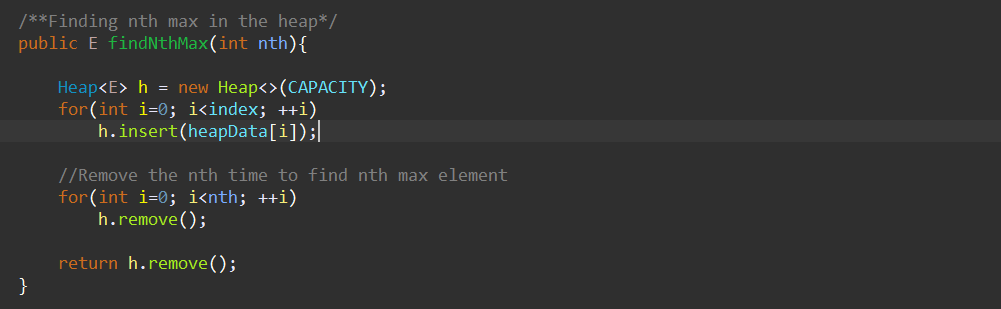 /**Finding nth max in the heap*/
public E findNthMax(int nth){
Heap<E> h = new Heap<>(CAPACITY);
for(int i=0; i<index; ++i)
h.insert(heapData[i]);
//Remove the nth time to find nth max element
for(int i=0; i<nth; ++i)
h.remove();
return h.remove();
}